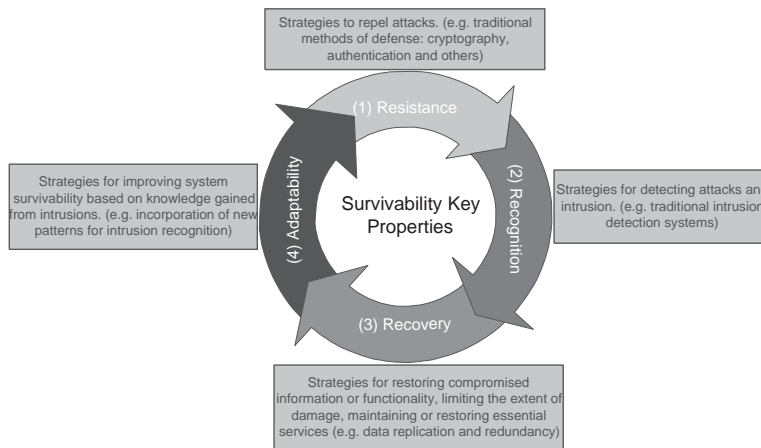 Strategies to repel attacks. (e.g. traditional
methods of defense: cryptography,
authentication and others)
(1) Resistance
(2) Recognition
Strategies for detecting attacks an
intrusion. (e.g. traditional intrusion
detection systems)
(3) Recovery
Strategies for restoring compromised
information or functionality, limiting the extent of
damage, maintaining or restoring essential
services (e.g. data replication and redundancy)
(4) Adaptability
Strategies for improving system
survivability based on knowledge gained
from intrusions. (e.g. incorporation of new
patterns for intrusion recognition)
Survivability Key
Properties